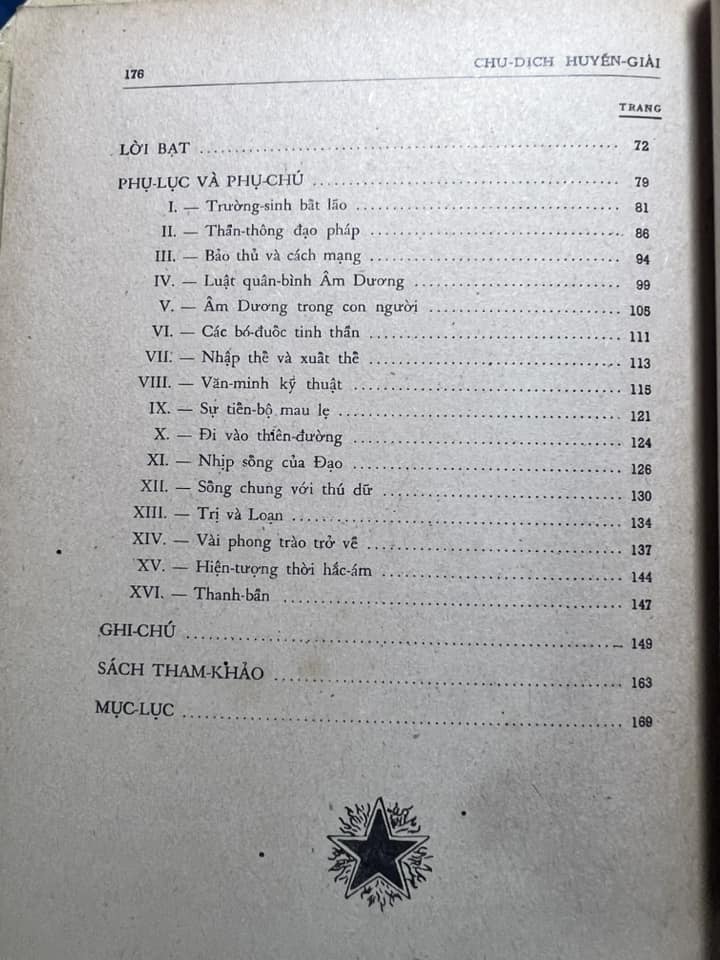 176 CHU-DỊCH HUYỀN-GIẢI
TRANG
LỜI BẠT 72
PHỤ-LỤC VÀ PHỤ-CHÚ 79
I. — Trường-sinh bất lão 81
II. — Thần-thông đạo pháp 86
III. — Bảo thủ và cách mạng 94
IV. — Luật quân-bình Âm Dương 99
V. — Âm Dương trong con người 105
VI. — Các bó-đuốc tinh thần 111
VII. — Nhập thế và xuất thế 113
VIII. — Văn-minh kỹ thuật 115
IX. — Sự tiến-bộ mau lẹ 121
X. — Đi vào thiên-đường 124
XI. — Nhịp sống của Đạo 126
XII. — Sống chung với thú dữ 130
XIII. — Trị và Loạn 134
XIV. — Vài phong trào trở về 137
XV. — Hiện-tượng thời hắc-ám 144
XVI. — Thanh-bần 147
GHI-CHÚ 149
SÁCH THAM-KHẢO 163
MỤC-LỤC 169